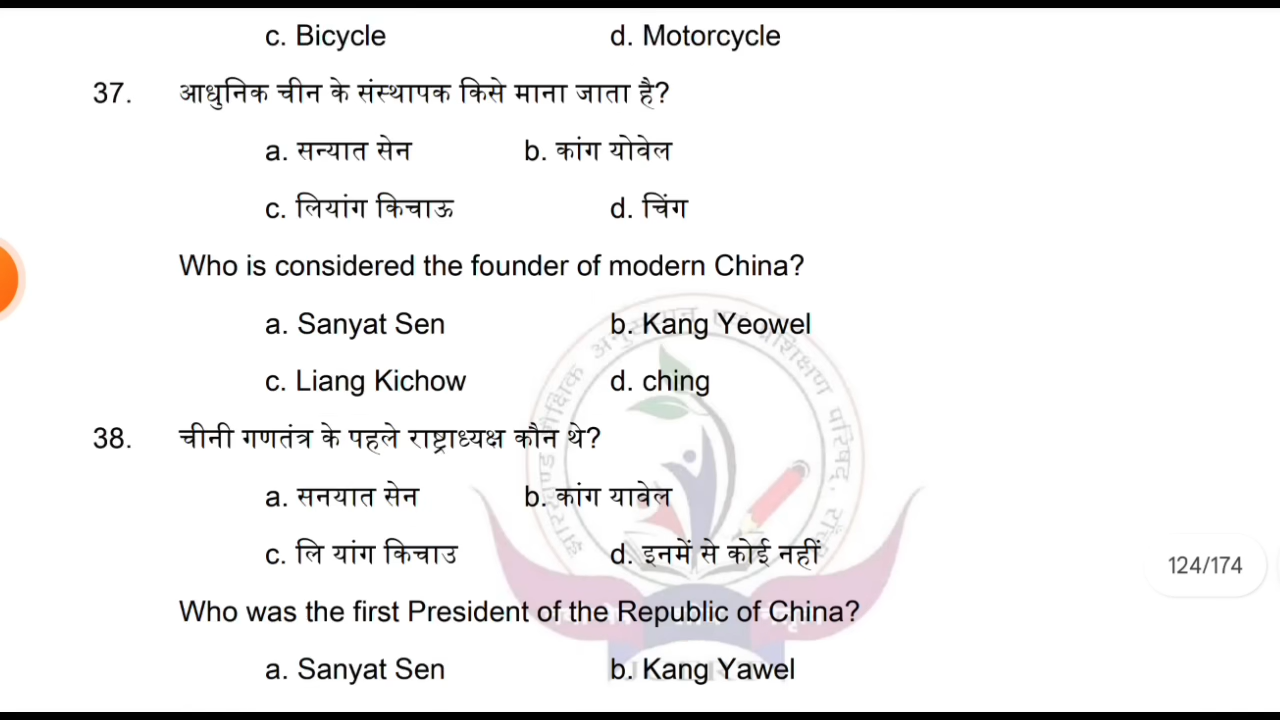 c. Bicycle d. Motorcycle
37. आधुनिक चीन के संस्थापक किसे माना जाता है?
a. सन्यात सेन b. कांग योवेल
c. लियांग किचाऊ d. चिंग
Who is considered the founder of modern China?
a. Sanyat Sen b. Kang Yeowel
c. Liang Kichow d. ching
38. चीनी गणतंत्र के पहले राष्ट्राध्यक्ष कौन थे?
a. सनयात सेन b. कांग यावेल
c. लि यांग किचाउ d. इनमें से कोई नहीं
124/174
Who was the first President of the Republic of China?
a. Sanyat Sen b. Kang Yawel